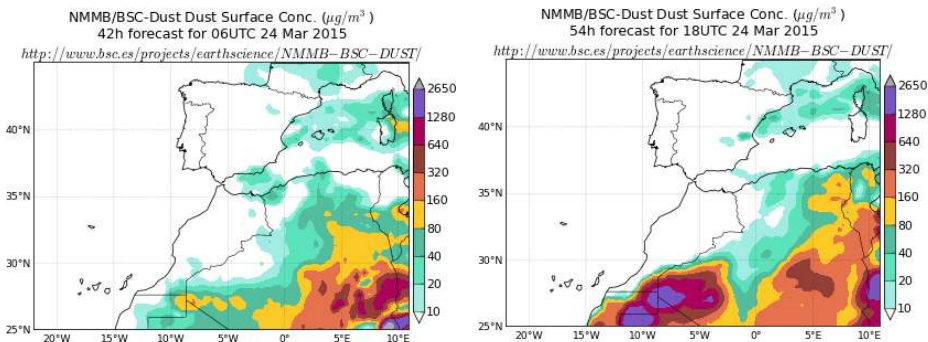 NMMB/BSC-Dust Dust Surface Conc. (μg/m³)
42h forecast for 06UTC 24 Mar 2015
http://www.bsc.es/projects/earthscience/NMMB−BSC−DUST/
40°N
35°N
30°N
25°N
20°W 15°W 10°W 5°W 0°E 5°E 10°E
2650
1280
640
320
160
80
40
20
10
NMMB/BSC-Dust Dust Surface Conc. (μg/m³)
54h forecast for 18UTC 24 Mar 2015
http://www.bsc.es/projects/earthscience/NMMB−BSC−DUST/
40°N
35°N
30°N
25°N
20°W 15°W 10°W 5°W 0°E 5°E 10°E
2650
1280
640
320
160
80
40
20
10